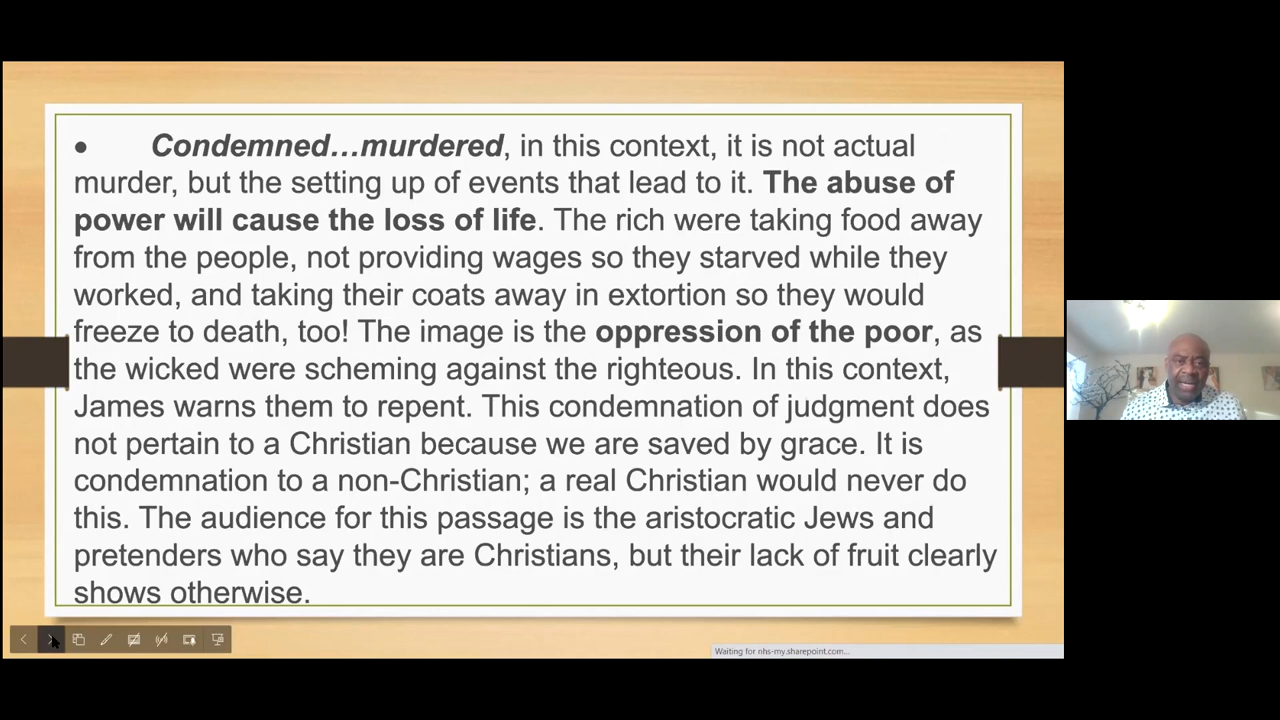 • Condemned…murdered, in this context, it is not actual
murder, but the setting up of events that lead to it. The abuse of
power will cause the loss of life. The rich were taking food away
from the people, not providing wages so they starved while they
worked, and taking their coats away in extortion so they would
freeze to death, too! The image is the oppression of the poor, as
the wicked were scheming against the righteous. In this context,
James warns them to repent. This condemnation of judgment does
not pertain to a Christian because we are saved by grace. It is
condemnation to a non-Christian; a real Christian would never do
this. The audience for this passage is the aristocratic Jews and
pretenders who say they are Christians, but their lack of fruit clearly
shows otherwise.
Waiting for nhs-my.sharepoint.com...